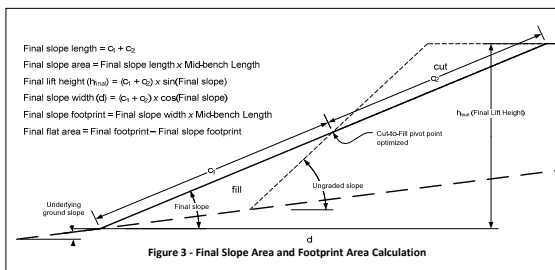 Final slope length = c₁ + c₂
Final slope area = Final slope length x Mid-bench Length
Final lift height (hfinal) = (c₁ + c₂) x sin(Final slope)
Final slope width (d) = (c₁ + c₂) x cos(Final slope)
Final slope footprint = Final slope width x Mid-bench Length
Final flat area = Final footprint – Final slope footprint
cut
c₂
hfinal (Final Lift Height)
Cut-to-Fill pivot point
optimized
c₁
fill
Ungraded slope
Final slope
Underlying
ground slope
d
Figure 3 - Final Slope Area and Footprint Area Calculation